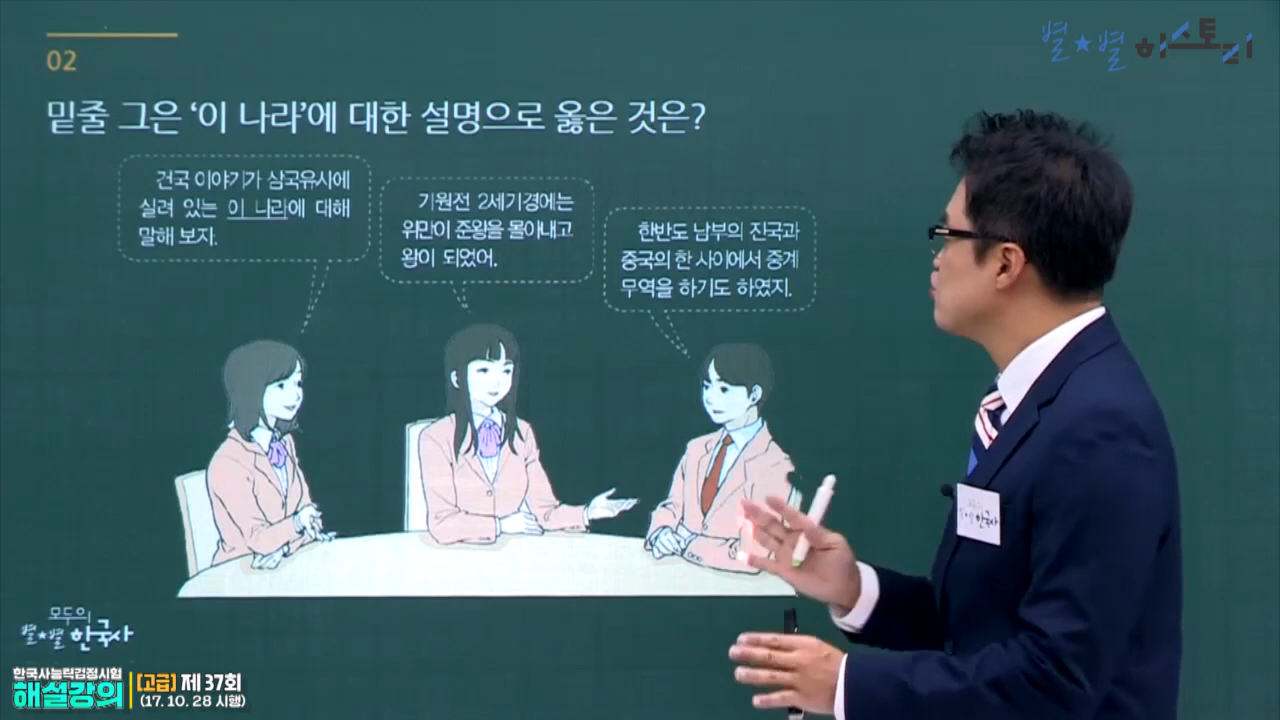 별★별 히스토리
02
밑줄 그은 ‘이 나라’에 대한 설명으로 옳은 것은?
건국 이야기가 삼국유사에
실려 있는 이 나라에 대해
말해 보자.
기원전 2세기경에는
위만이 준왕을 몰아내고
왕이 되었어.
한반도 남부의 진국과
중국의 한 사이에서 중계
무역을 하기도 하였지.
한국사
모두의
별★별 한국사
한국사능력검정시험
해설강의
[고급] 제 37회
(17. 10. 28 시행)